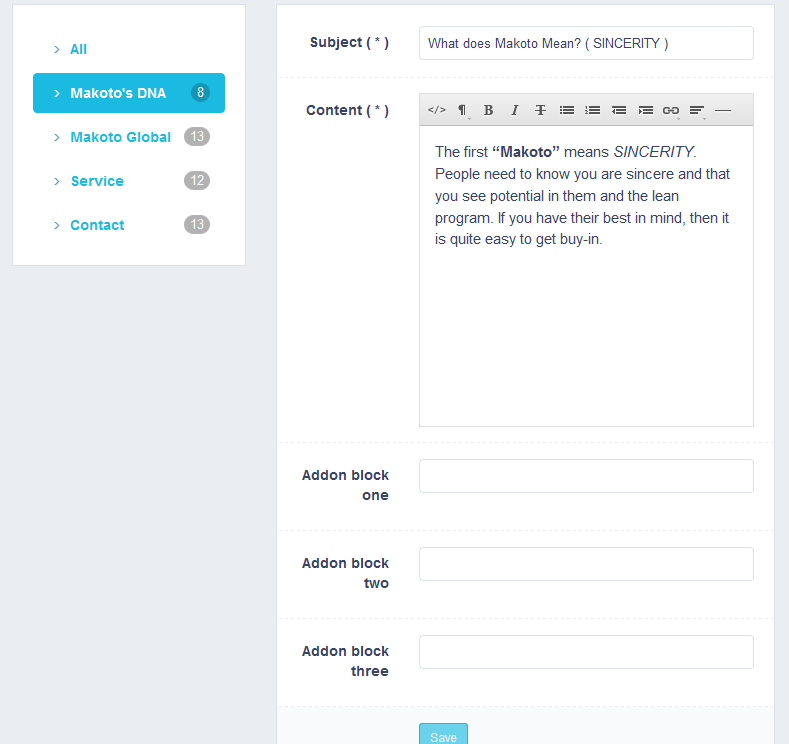 All
Makoto's DNA 8
Makoto Global 13
Service 12
Contact 13
Subject ( * )
What does Makoto Mean? ( SINCERITY )
Content ( * )
</> ¶ B I T
The first “Makoto” means SINCERITY.
People need to know you are sincere and that
you see potential in them and the lean
program. If you have their best in mind, then it
is quite easy to get buy-in.
Addon block
one
Addon block
two
Addon block
three
Save